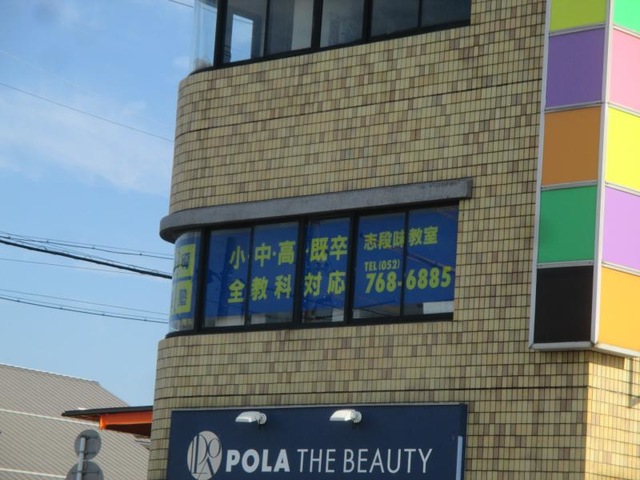 小・中・高・既卒
全教科対応
志段味教室
TEL(052)
768-6885
POLA THE BEAUTY